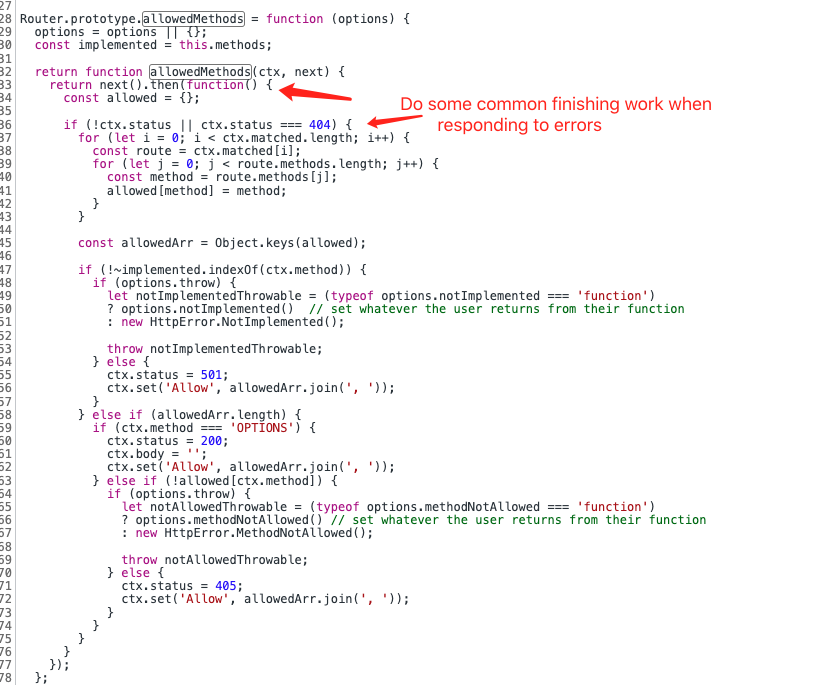 27
28 Router.prototype.allowedMethods = function (options) {
29   options = options || {};
30   const implemented = this.methods;
31
32   return function allowedMethods(ctx, next) {
33     return next().then(function() {
34       const allowed = {};
Do some common finishing work when
35
36       if (!ctx.status || ctx.status === 404) {
responding to errors
37         for (let i = 0; i < ctx.matched.length; i++) {
38           const route = ctx.matched[i];
39           for (let j = 0; j < route.methods.length; j++) {
40             const method = route.methods[j];
41             allowed[method] = method;
42           }
43         }
44
45         const allowedArr = Object.keys(allowed);
46
47         if (!~implemented.indexOf(ctx.method)) {
48           if (options.throw) {
49             let notImplementedThrowable = (typeof options.notImplemented === 'function')
50             ? options.notImplemented()  // set whatever the user returns from their function
51             : new HttpError.NotImplemented();
52
53             throw notImplementedThrowable;
54           } else {
55             ctx.status = 501;
56             ctx.set('Allow', allowedArr.join(', '));
57           }
58         } else if (allowedArr.length) {
59           if (ctx.method === 'OPTIONS') {
60             ctx.status = 200;
61             ctx.body = '';
62             ctx.set('Allow', allowedArr.join(', '));
63           } else if (!allowed[ctx.method]) {
64             if (options.throw) {
65               let notAllowedThrowable = (typeof options.methodNotAllowed === 'function')
66               ? options.methodNotAllowed() // set whatever the user returns from their function
67               : new HttpError.MethodNotAllowed();
68
69               throw notAllowedThrowable;
70             } else {
71               ctx.status = 405;
72               ctx.set('Allow', allowedArr.join(', '));
73             }
74           }
75         }
76       }
77     });
78   };